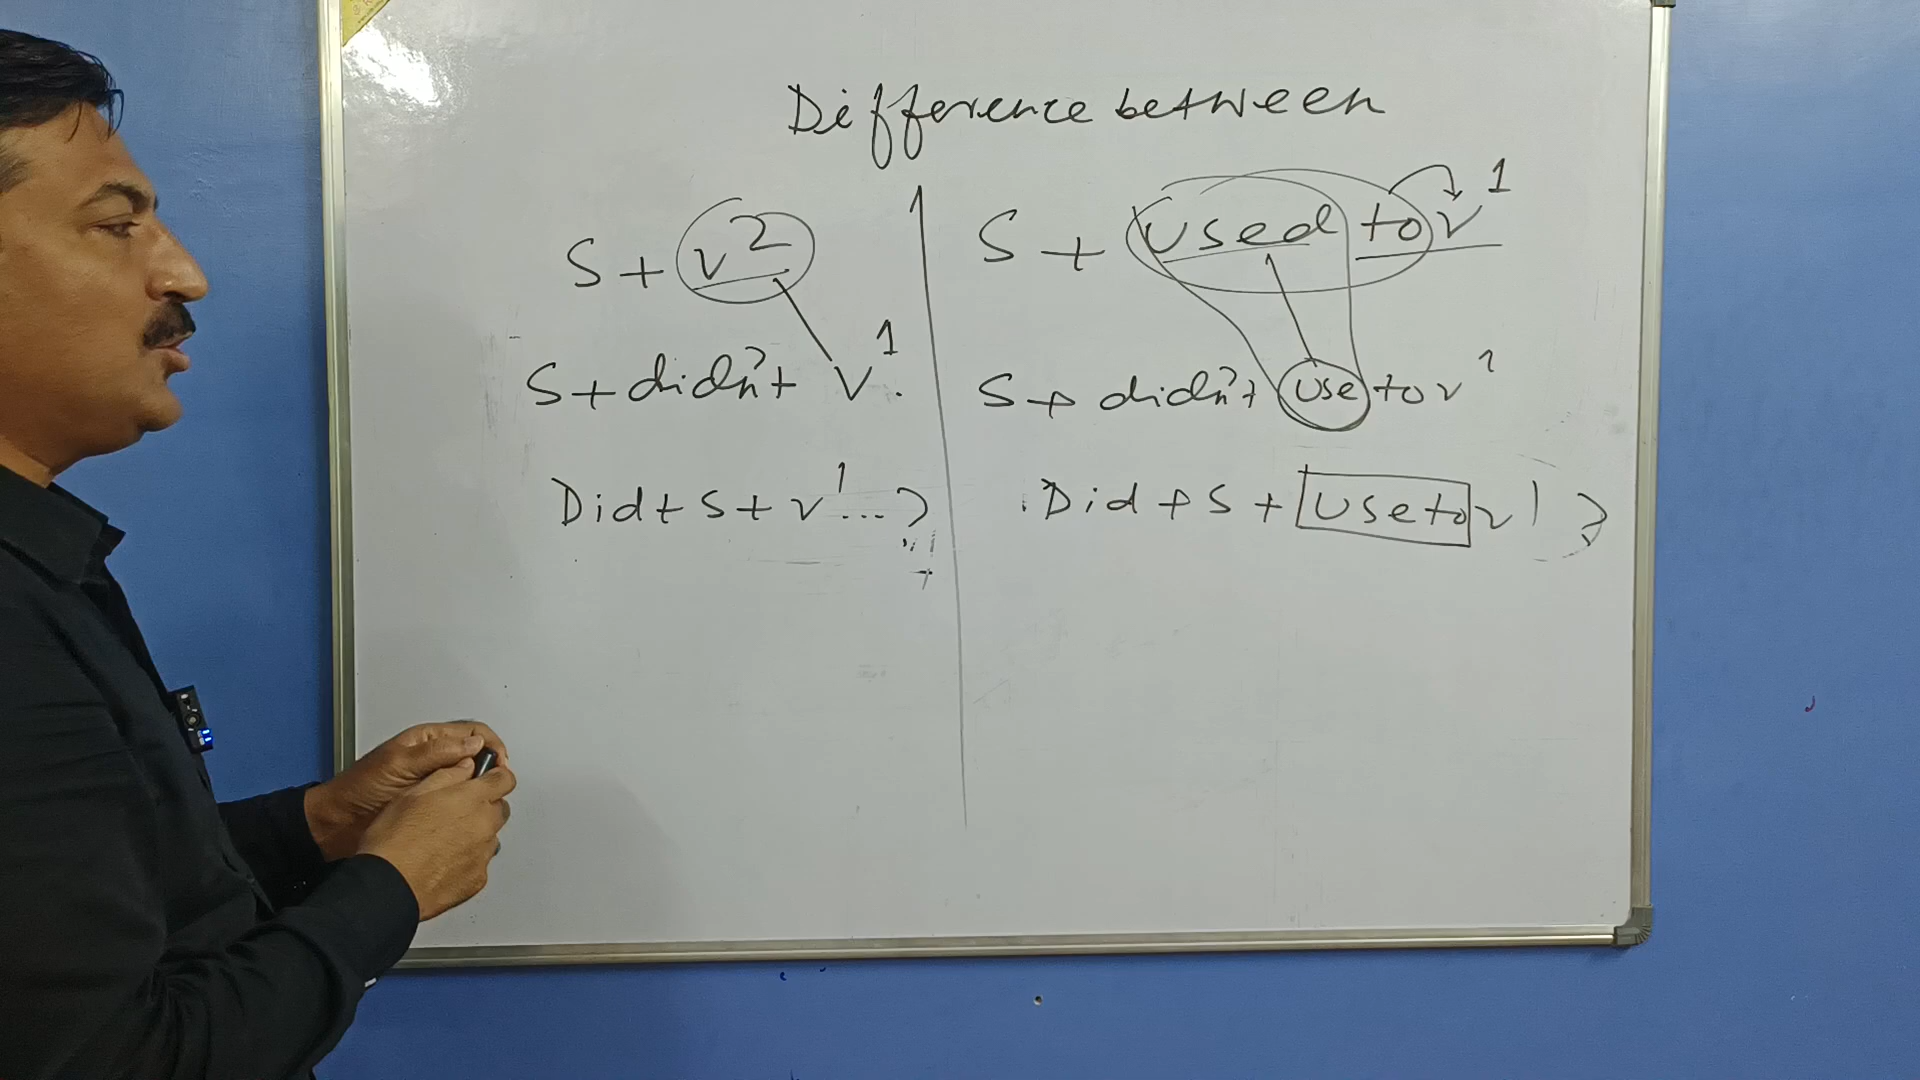 Difference between
S + v2
S + didn't v1.
Did + S + v1 ... ?
S + used to v1
S + didn't use to v1
Did + S + use to v1 ?